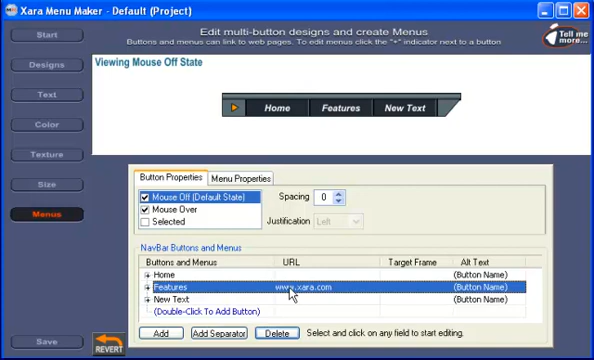 Xara Menu Maker - Default (Project)
Start
Edit multi-button designs and create Menus
Buttons and menus can link to web pages. To edit menus click the "+" indicator next to a button
Tell me more...
Designs
Text
Color
Texture
Size
Menus
Save
Viewing Mouse Off State
Home Features New Text
Button Properties Menu Properties
Mouse Off (Default State)
Mouse Over
Selected
Spacing 0
Justification Left
NavBar Buttons and Menus
Buttons and Menus URL Target Frame Alt Text
Home (Button Name)
Features www.xara.com (Button Name)
New Text (Button Name)
(Double-Click To Add Button)
REVERT
Add Add Separator Delete Select and click on any field to start editing.